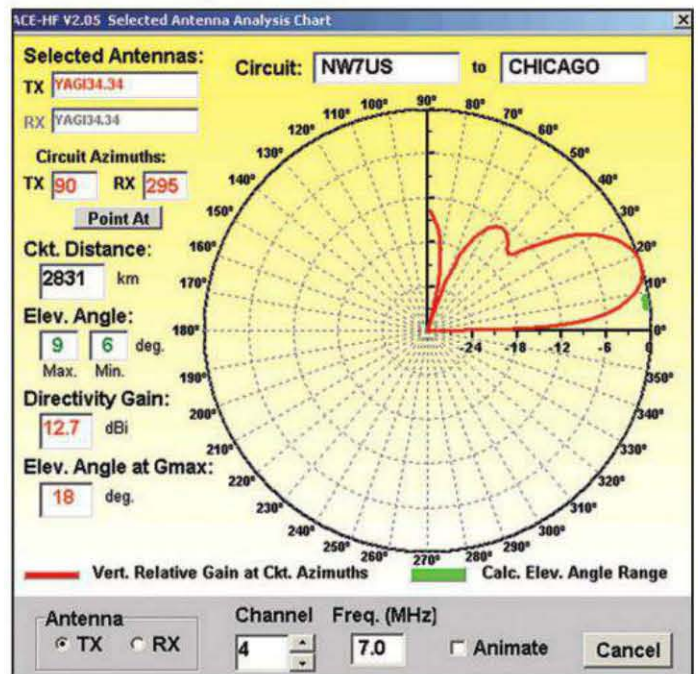 ACE-HF V2.05 Selected Antenna Analysis Chart
Selected Antennas:
TX YAGI34.34
RX YAGI34.34
Circuit: NW7US to CHICAGO
Circuit Azimuths:
TX 90 RX 295
Point At
Ckt. Distance:
2831 km
Elev. Angle:
9 6 deg.
Max. Min.
Directivity Gain:
12.7 dBi
Elev. Angle at Gmax:
18 deg.
90°
100° 80°
110° 70°
120° 60°
130° 50°
140° 40°
150° 30°
160° 20°
170° 10°
180° 0°
-24 -18 -12 -6 0
190° 350°
200° 340°
210° 330°
220° 320°
230° 310°
240° 300°
250° 290°
260° 280°
270°
Vert. Relative Gain at Ckt. Azimuths
Calc. Elev. Angle Range
Antenna
TX RX
Channel
4
Freq. (MHz)
7.0
Animate
Cancel